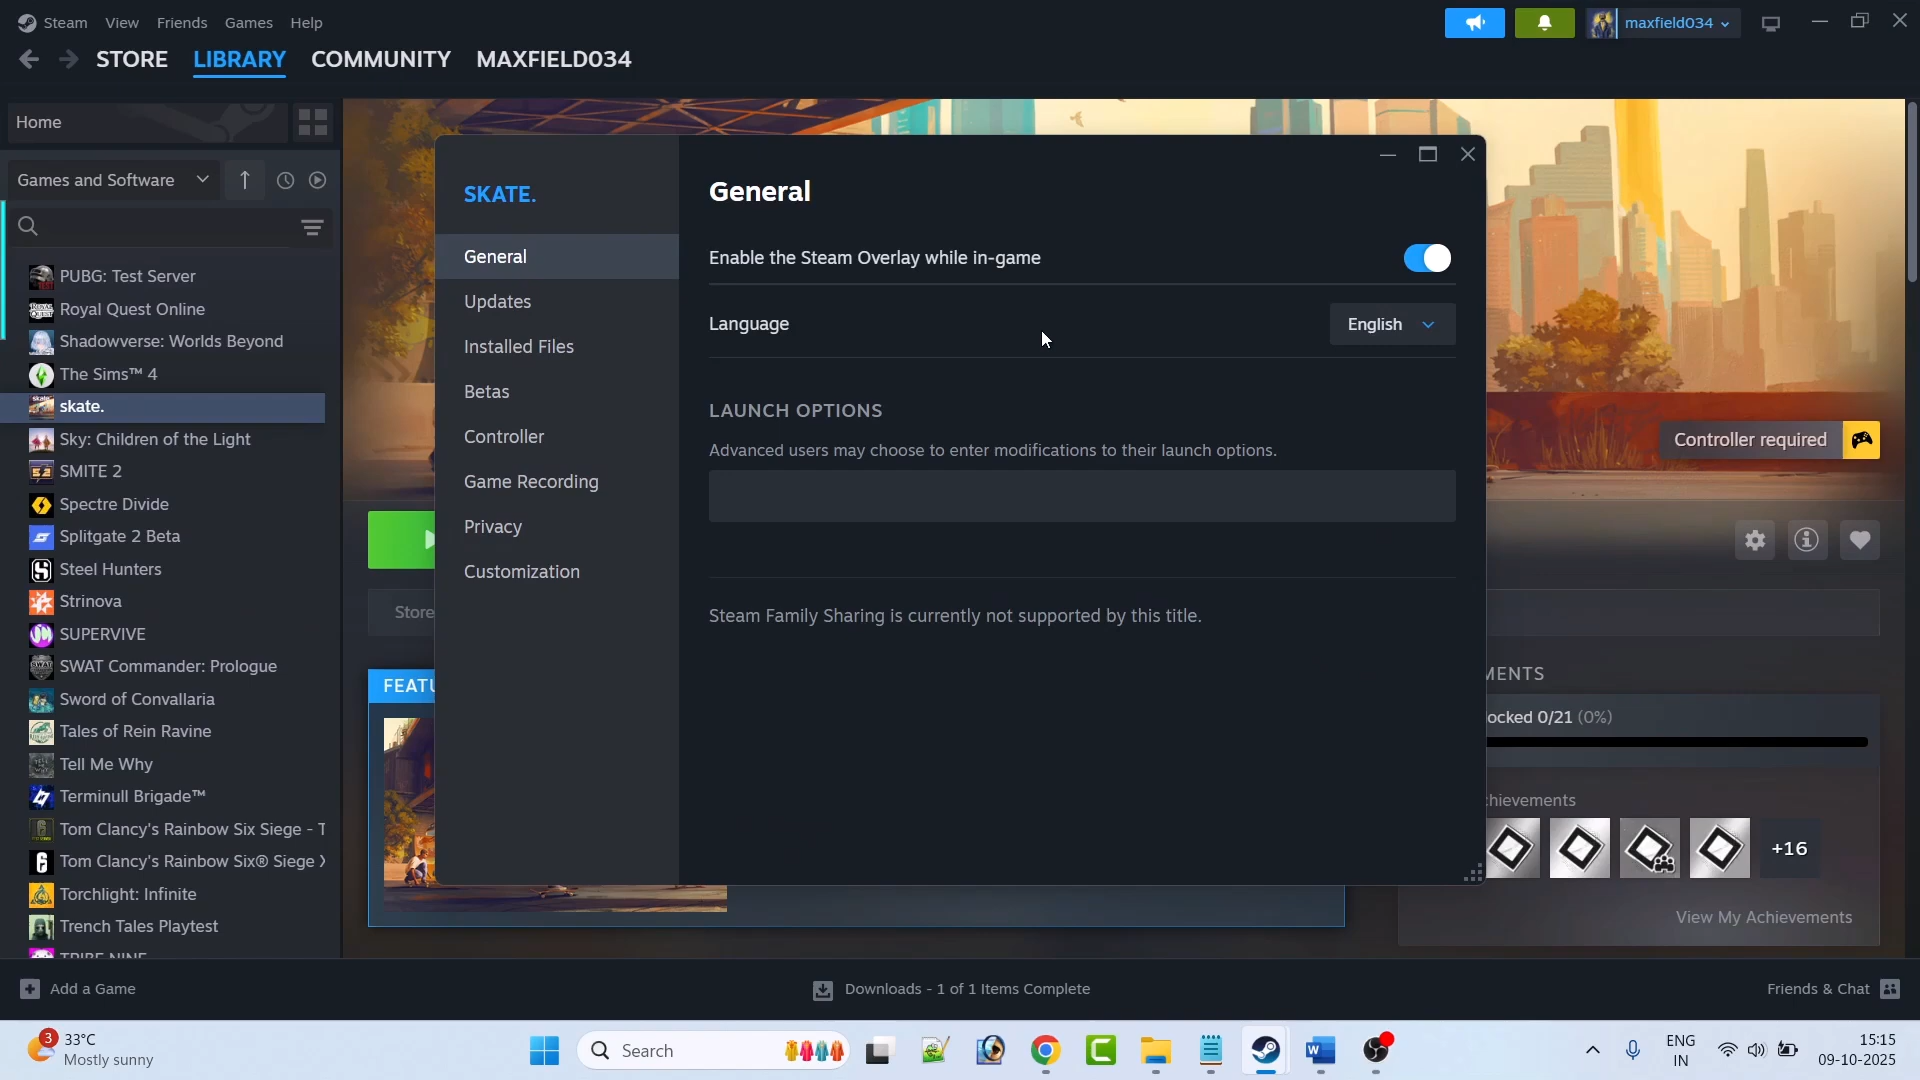 Steam View Friends Games Help
maxfield034
STORE LIBRARY COMMUNITY MAXFIELD034
Home
Games and Software
PUBG: Test Server
Royal Quest Online
Shadowverse: Worlds Beyond
The Sims™ 4
skate.
Sky: Children of the Light
SMITE 2
Spectre Divide
Splitgate 2 Beta
Steel Hunters
Strinova
SUPERVIVE
SWAT Commander: Prologue
Sword of Convallaria
Tales of Rein Ravine
Tell Me Why
Terminull Brigade™
Tom Clancy's Rainbow Six Siege - T
Tom Clancy's Rainbow Six® Siege X
Torchlight: Infinite
Trench Tales Playtest
TRIBE NINE
SKATE.
General
Updates
Installed Files
Betas
Controller
Game Recording
Privacy
Customization
General
Enable the Steam Overlay while in-game
Language English
LAUNCH OPTIONS
Advanced users may choose to enter modifications to their launch options.
Steam Family Sharing is currently not supported by this title.
Controller required
Store
FEATU
MENTS
locked 0/21 (0%)
chievements
+16
View My Achievements
Add a Game
Downloads - 1 of 1 Items Complete
Friends & Chat
3
33°C
Mostly sunny
Search
ENG
IN
15:15
09-10-2025